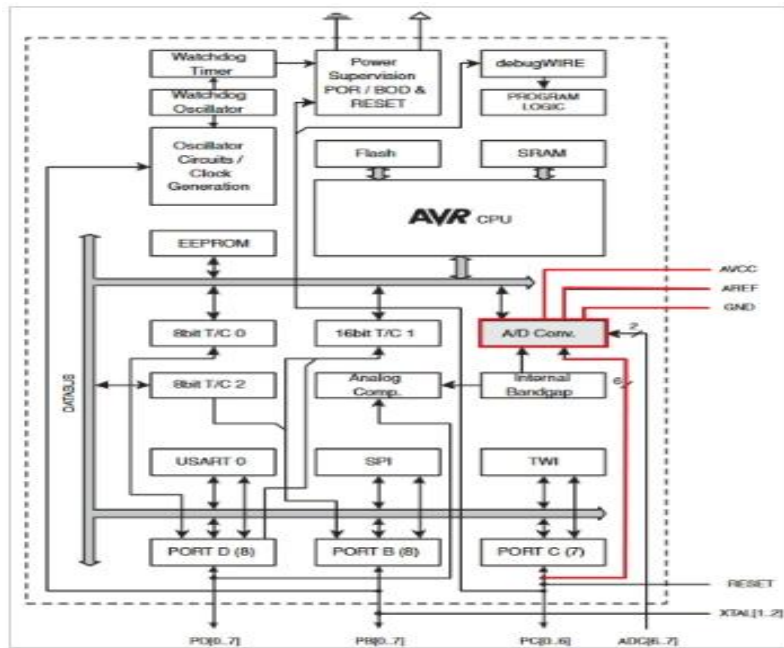 Watchdog
Timer
Power
Supervision
POR / BOD &
RESET
debugWIRE
Watchdog
Oscillator
PROGRAM
LOGIC
Oscillator
Circuits /
Clock
Generation
Flash
SRAM
AVR CPU
EEPROM
AVCC
AREF
GND
8bit T/C 0
16bit T/C 1
A/D Conv.
2
DATABUS
8bit T/C 2
Analog
Comp.
Internal
Bandgap
6
USART 0
SPI
TWI
PORT D (8)
PORT B (8)
PORT C (7)
RESET
XTAL[1..2]
PD[0..7]
PB[0..7]
PC[0..6]
ADC[6..7]